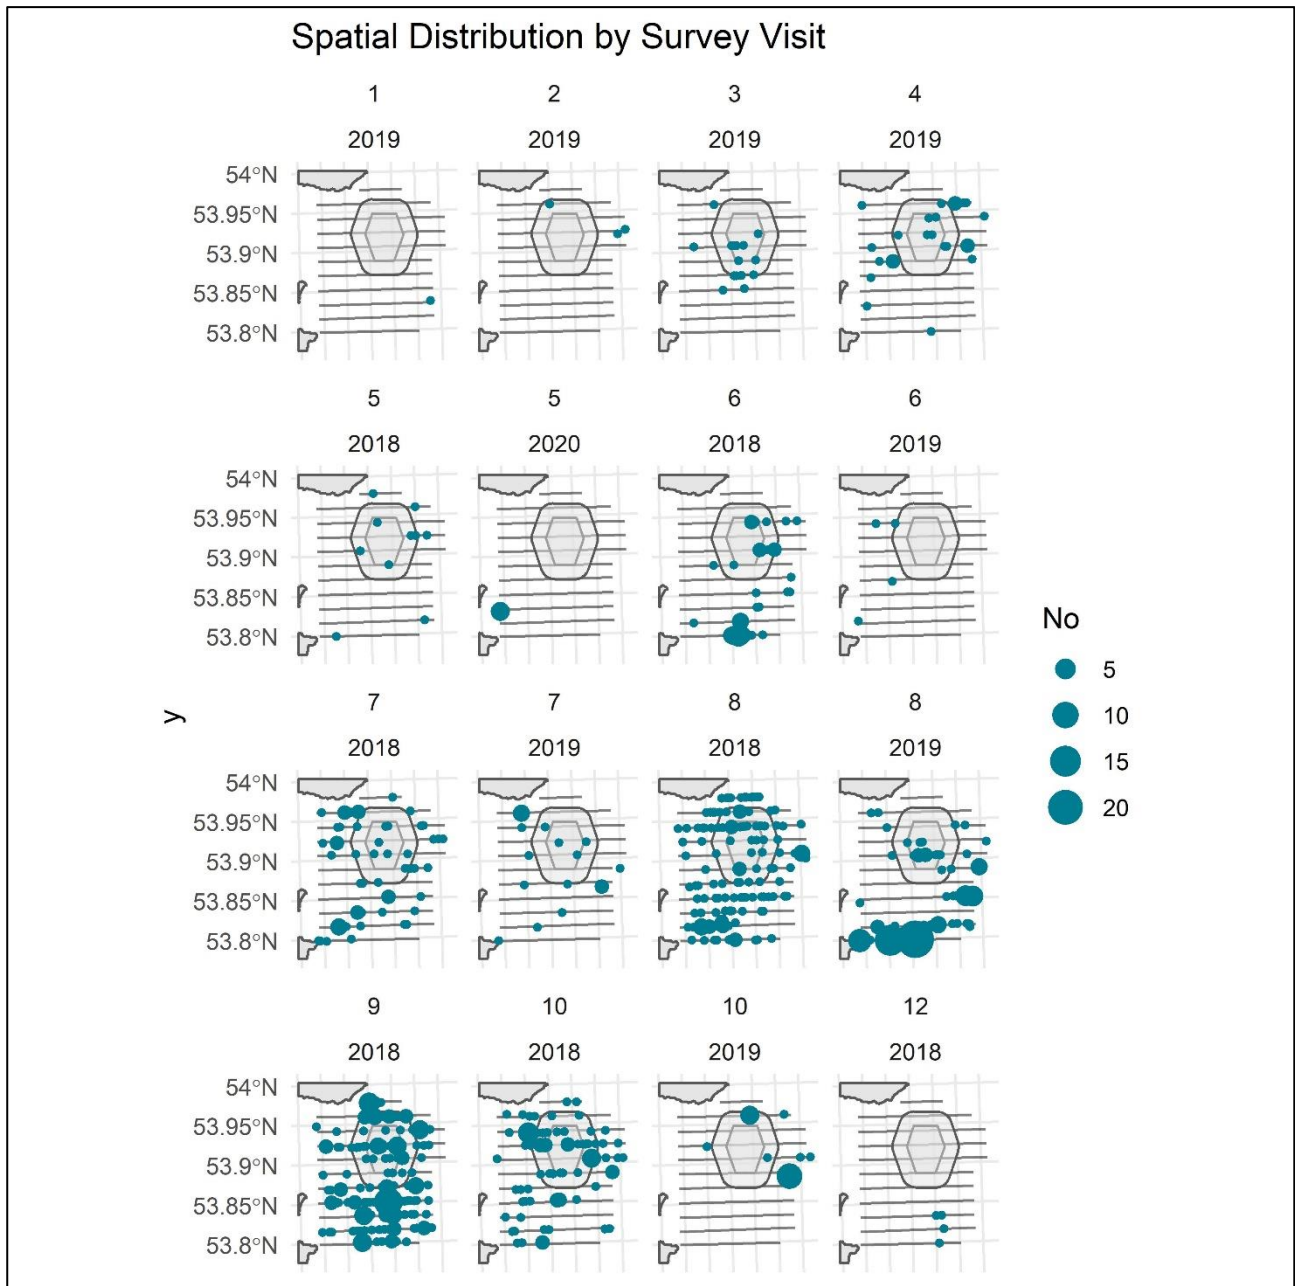 Spatial Distribution by Survey Visit
1 2 3 4
2019 2019 2019 2019
54°N
53.95°N
53.9°N
53.85°N
53.8°N
5 5 6 6
2018 2020 2018 2019
54°N
53.95°N
53.9°N
53.85°N
53.8°N
No
5
10
15
20
y
7 7 8 8
2018 2019 2018 2019
54°N
53.95°N
53.9°N
53.85°N
53.8°N
9 10 10 12
2018 2018 2019 2018
54°N
53.95°N
53.9°N
53.85°N
53.8°N